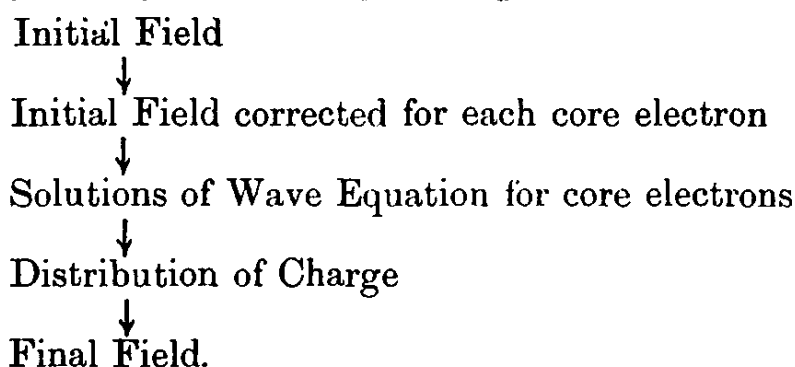 Initial Field
↓
Initial Field corrected for each core electron
↓
Solutions of Wave Equation for core electrons
↓
Distribution of Charge
↓
Final Field.